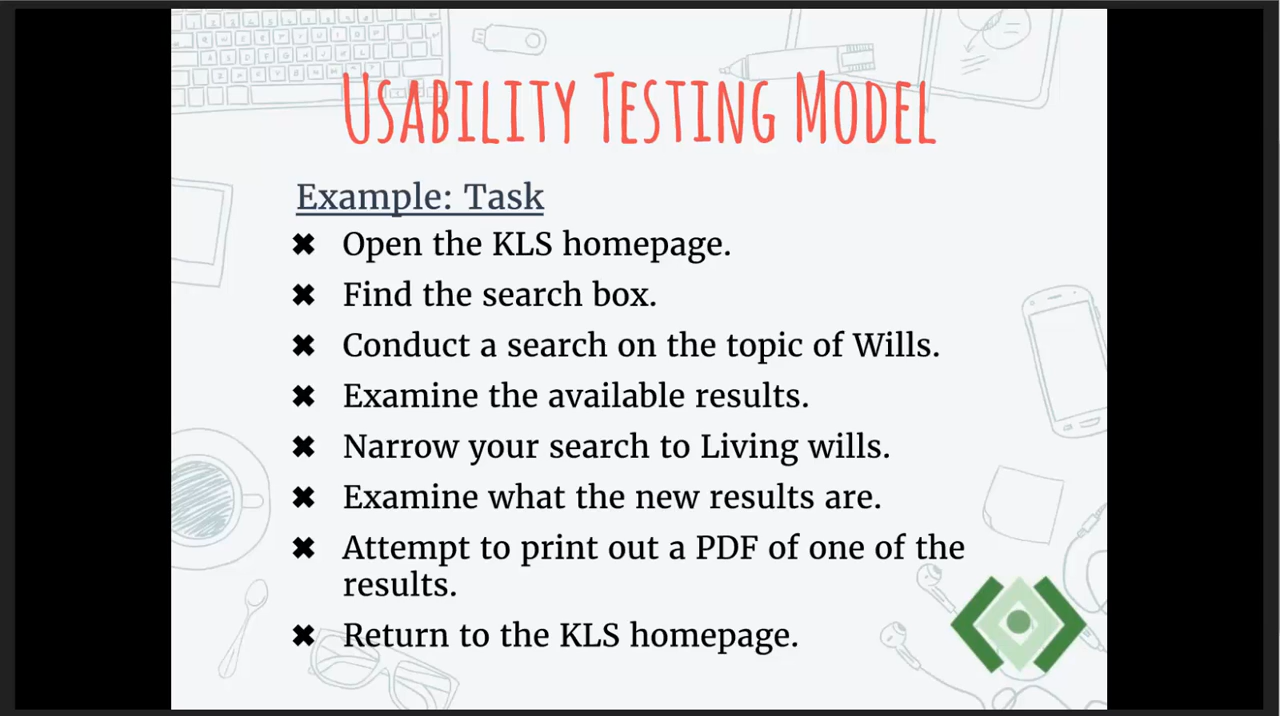 USABILITY TESTING MODEL
Example: Task
✖ Open the KLS homepage.
✖ Find the search box.
✖ Conduct a search on the topic of Wills.
✖ Examine the available results.
✖ Narrow your search to Living wills.
✖ Examine what the new results are.
✖ Attempt to print out a PDF of one of the
results.
✖ Return to the KLS homepage.